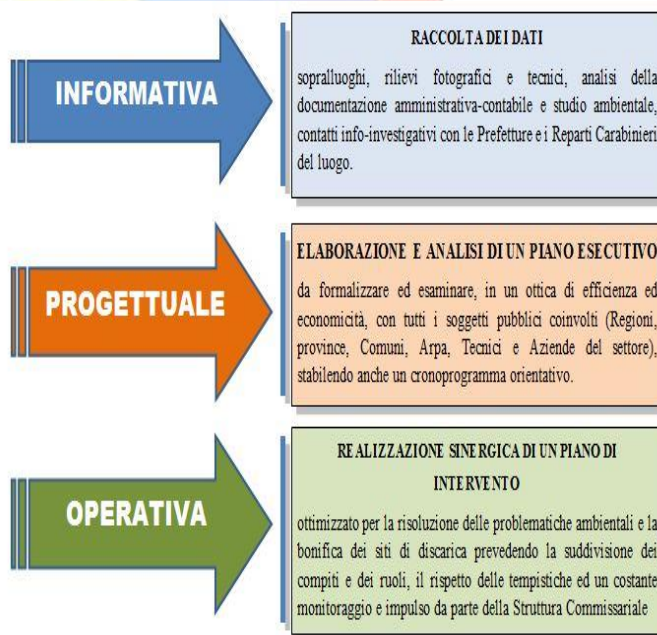 INFORMATIVA
RACCOLTA DEI DATI
sopralluoghi, rilievi fotografici e tecnici, analisi della
documentazione amministrativa-contabile e studio ambientale,
contatti info-investigativi con le Prefetture e i Reparti Carabinieri
del luogo.
PROGETTUALE
ELABORAZIONE E ANALISI DI UN PIANO ESECUTIVO
da formalizzare ed esaminare, in un ottica di efficienza ed
economicità, con tutti i soggetti pubblici coinvolti (Regioni,
province, Comuni, Arpa, Tecnici e Aziende del settore),
stabilendo anche un cronoprogramma orientativo.
OPERATIVA
REALIZZAZIONE SINERGICA DI UN PIANO DI
INTERVENTO
ottimizzato per la risoluzione delle problematiche ambientali e la
bonifica dei siti di discarica prevedendo la suddivisione dei
compiti e dei ruoli, il rispetto delle tempistiche ed un costante
monitoraggio e impulso da parte della Struttura Commissariale